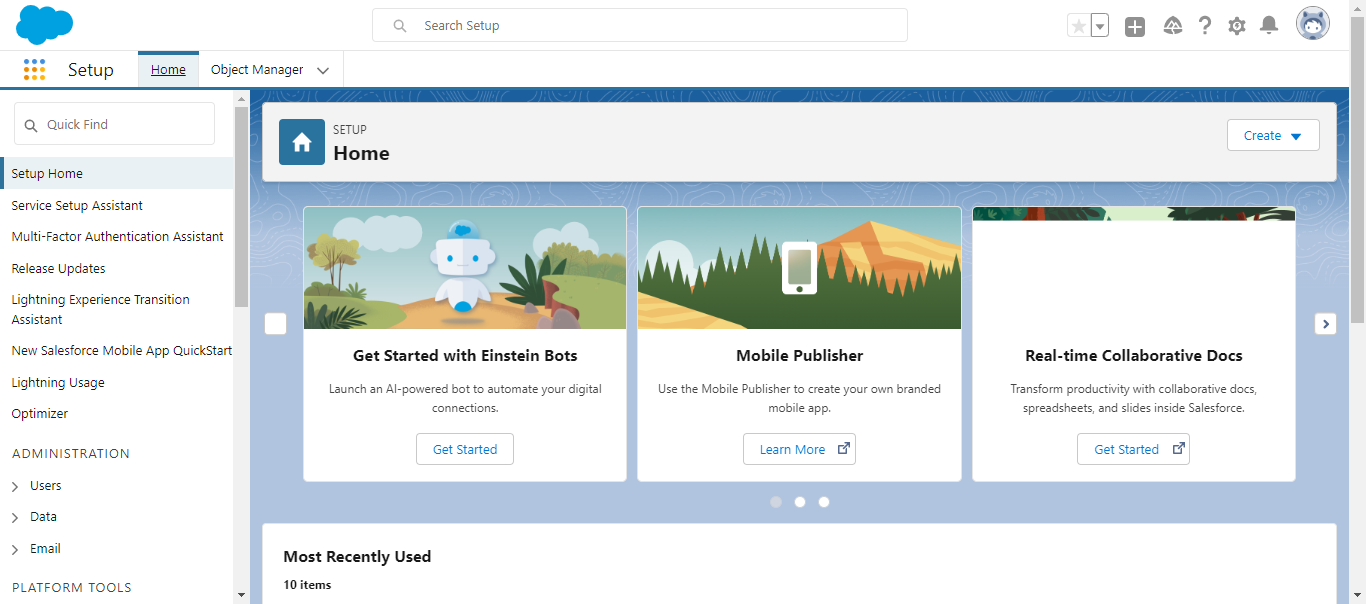 Search Setup
Setup
Home
Object Manager
Quick Find
Setup Home
Service Setup Assistant
Multi-Factor Authentication Assistant
Release Updates
Lightning Experience Transition
Assistant
New Salesforce Mobile App QuickStart
Lightning Usage
Optimizer
ADMINISTRATION
Users
Data
Email
PLATFORM TOOLS
SETUP
Home
Create
Get Started with Einstein Bots
Launch an AI-powered bot to automate your digital
connections.
Get Started
Mobile Publisher
Use the Mobile Publisher to create your own branded
mobile app.
Learn More
Real-time Collaborative Docs
Transform productivity with collaborative docs,
spreadsheets, and slides inside Salesforce.
Get Started
Most Recently Used
10 items